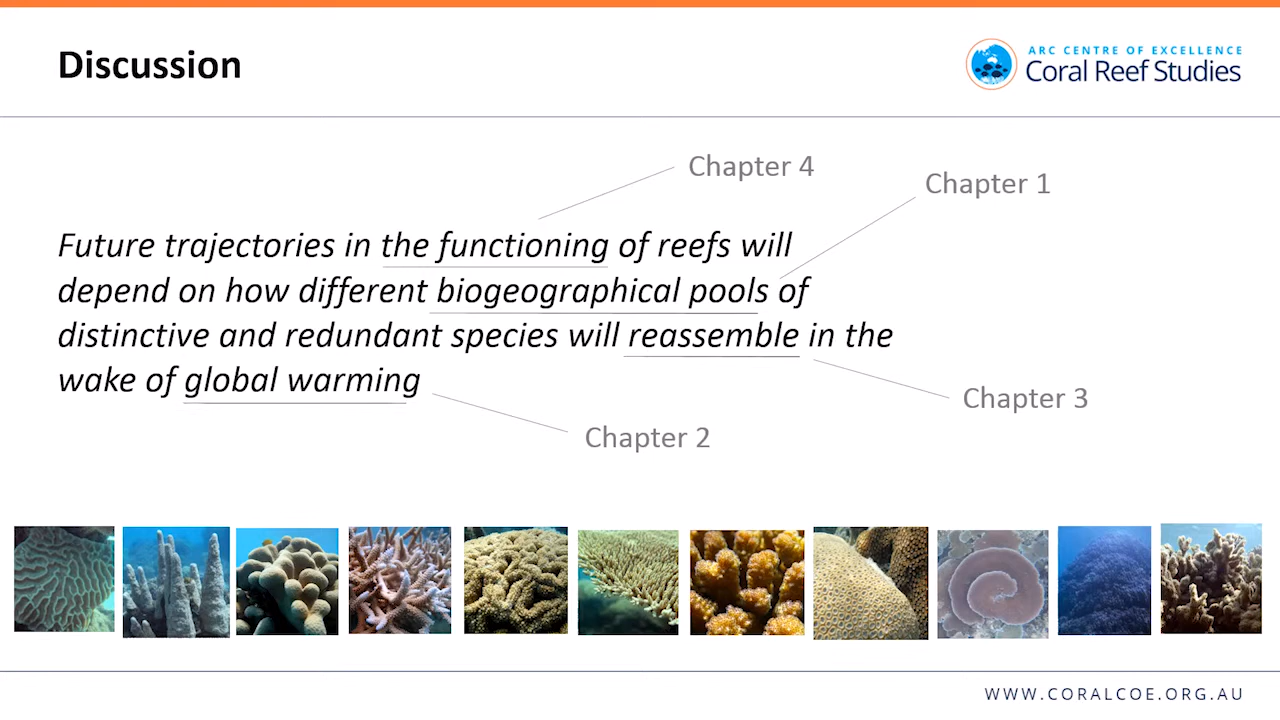 Discussion
ARC CENTRE OF EXCELLENCE
Coral Reef Studies
Chapter 4
Chapter 1
Future trajectories in the functioning of reefs will
depend on how different biogeographical pools of
distinctive and redundant species will reassemble in the
wake of global warming
Chapter 3
Chapter 2
WWW.CORALCOE.ORG.AU